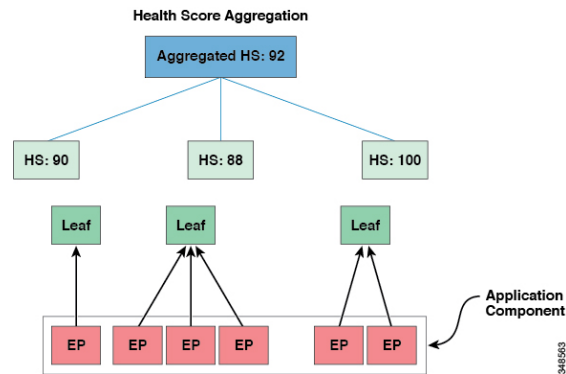 Health Score Aggregation
Aggregated HS: 92
HS: 90
HS: 88
HS: 100
Leaf
Leaf
Leaf
Application
Component
EP
EP
EP
EP
EP
EP
348563